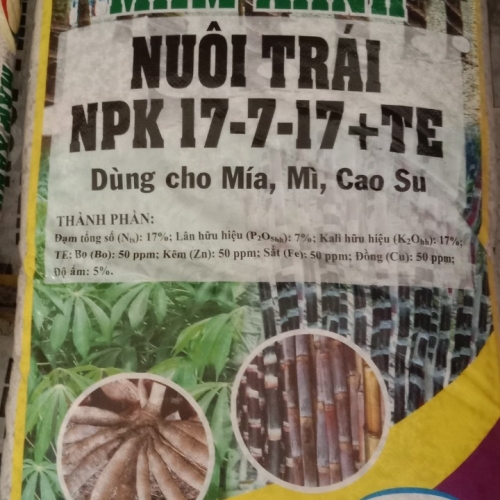 NUÔI TRÁI
NPK 17-7-17+TE
Dùng cho Mía, Mì, Cao Su
THÀNH PHẦN:
Đạm tổng số (Nts): 17%; Lân hữu hiệu (P₂O₅hh): 7%; Kali hữu hiệu (K₂Ohh): 17%;
TE: Bo (Bo): 50 ppm; Kẽm (Zn): 50 ppm; Sắt (Fe): 50 ppm; Đồng (Cu): 50 ppm;
Độ ẩm: 5%.